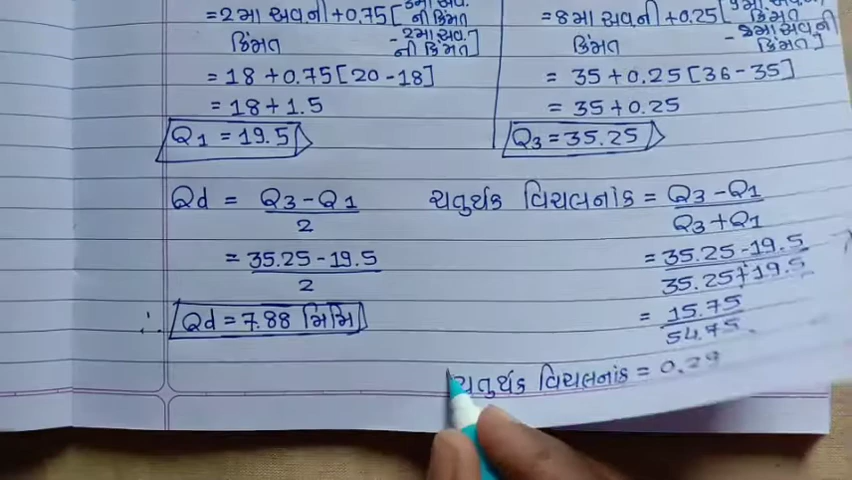 =2મા અવ.ની+0.75[3મા અવ.
ની કિંમત
કિંમત -2મા.અવ.
ની કિંમત]
= 18 +0.75[20 -18]
= 18+ 1.5
Q1 = 19.5
=8મા અવ.ની +0.25[9મા અવ.ની
કિંમત
કિંમત -8મા અવ.ની
કિંમત]
= 35 +0.25 [36 -35]
= 35+0.25
Q3 = 35.25
Qd = Q3 -Q1
2
= 35.25 -19.5
2
∴ Qd = 7.88 મિમિ
ચતુર્થક વિચલનાંક = Q3 -Q1
Q3 +Q1
= 35.25 -19.5
35.25+19.5
= 15.75
54.75
ચતુર્થક વિચલનાંક = 0.29